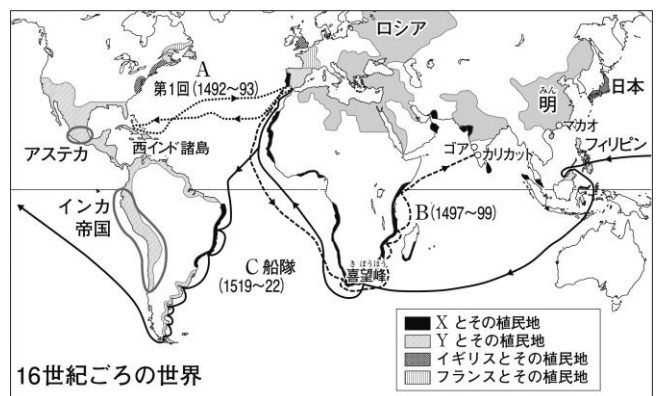 ロシア
A
第1回(1492～93)
みん
明
日本
アステカ
西インド諸島
マカオ
ゴア
カリカット
フィリピン
インカ
帝国
B(1497～99)
C船隊
(1519～22)
きぼうほう
喜望峰
Xとその植民地
Yとその植民地
イギリスとその植民地
フランスとその植民地
16世紀ごろの世界